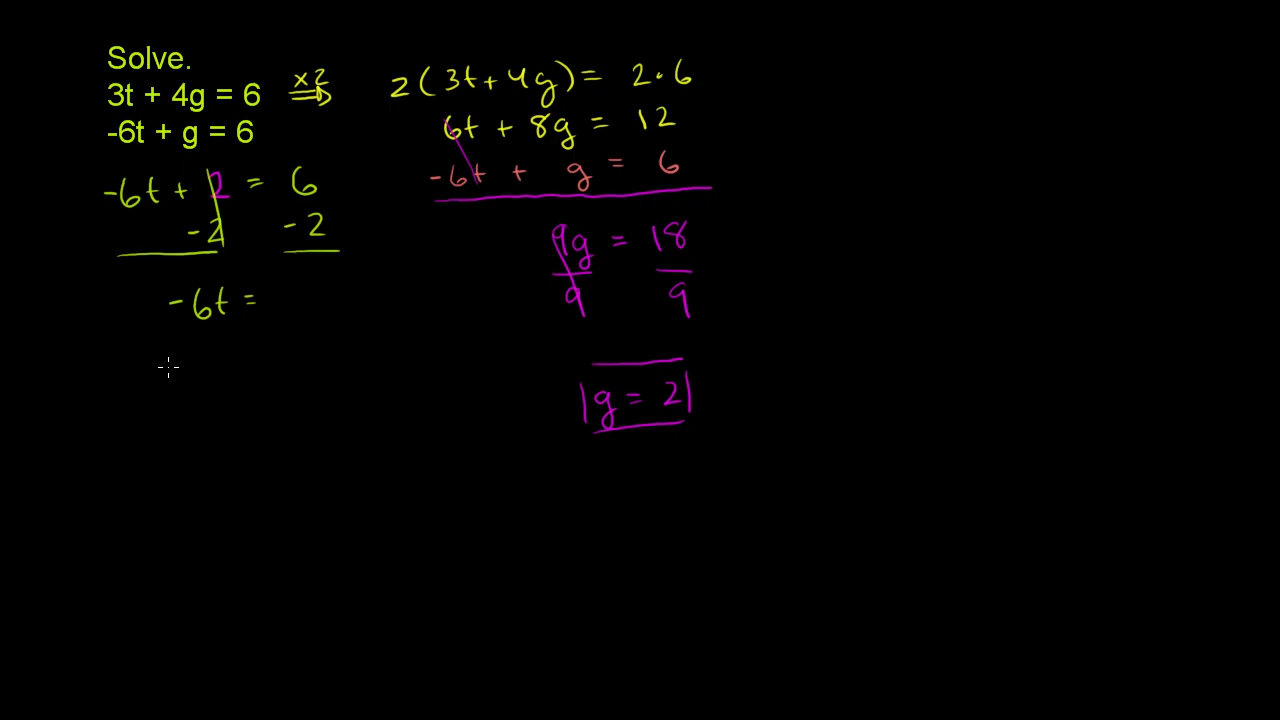 Solve.
3t + 4g = 6 ×2
-6t + g = 6
-6t + 2 = 6
-2 -2
-6t =
2(3t + 4g) = 2·6
6t + 8g = 12
-6t + g = 6
9g = 18
9 9
g = 2